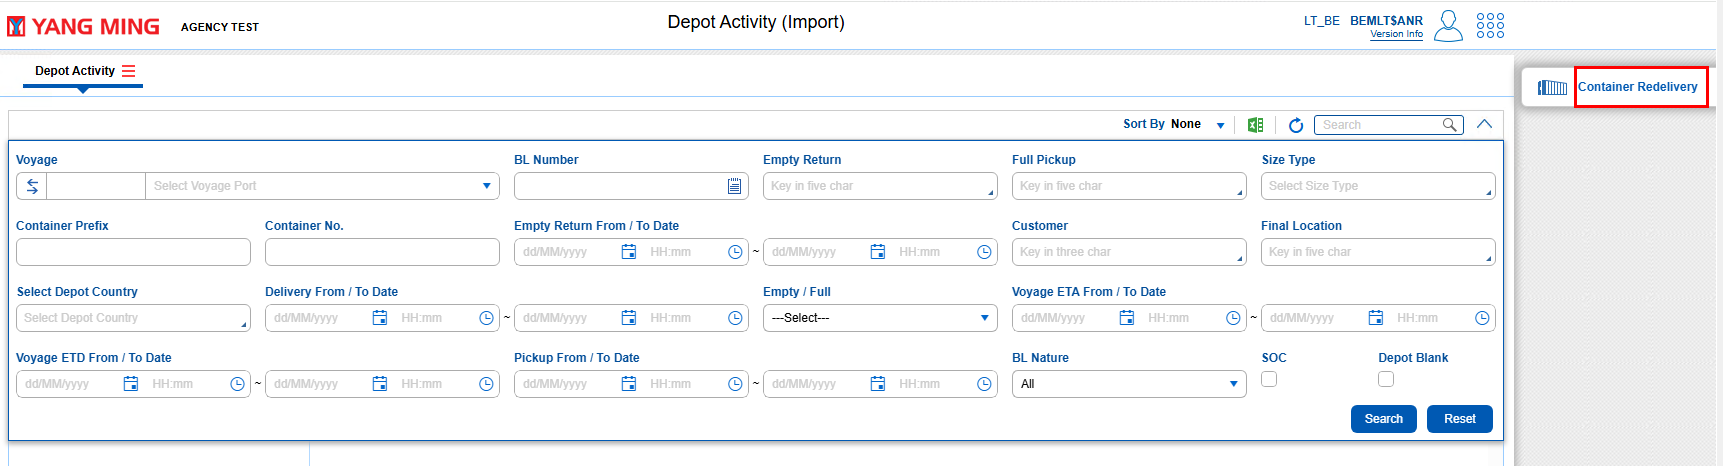 YANG MING AGENCY TEST Depot Activity (Import) LT_BE BEMLT$ANR
Version Info
Depot Activity
Container Redelivery
Sort By None Search
Voyage BL Number Empty Return Full Pickup Size Type
Select Voyage Port Key in five char Key in five char Select Size Type
Container Prefix Container No. Empty Return From / To Date Customer Final Location
dd/MM/yyyy HH:mm ~ dd/MM/yyyy HH:mm Key in three char Key in five char
Select Depot Country Delivery From / To Date Empty / Full Voyage ETA From / To Date
Select Depot Country dd/MM/yyyy HH:mm ~ dd/MM/yyyy HH:mm ---Select--- dd/MM/yyyy HH:mm ~ dd/MM/yyyy HH:mm
Voyage ETD From / To Date Pickup From / To Date BL Nature SOC Depot Blank
dd/MM/yyyy HH:mm ~ dd/MM/yyyy HH:mm dd/MM/yyyy HH:mm ~ dd/MM/yyyy HH:mm All
Search Reset